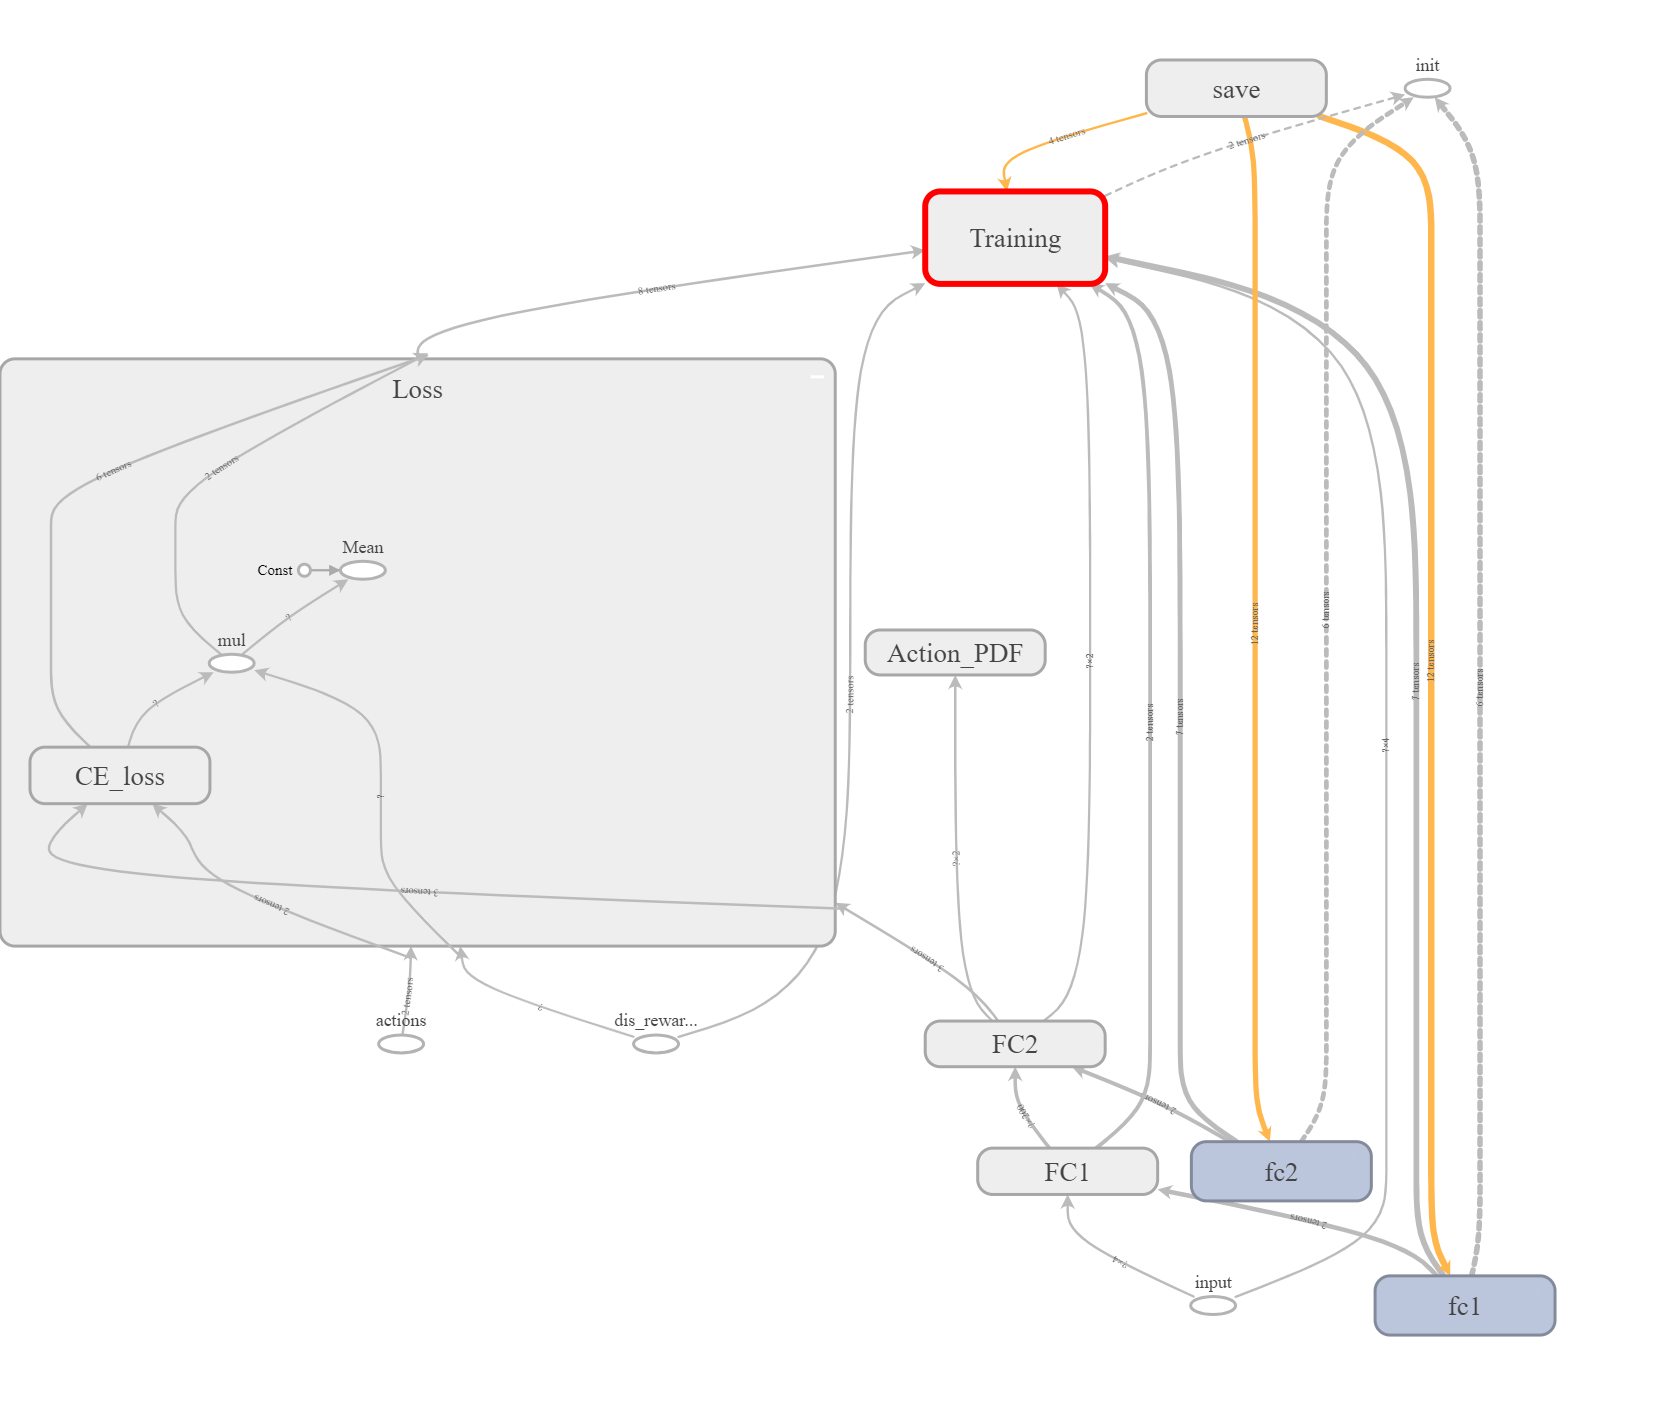 init
save
4 tensors
2 tensors
Training
8 tensors
Loss
6 tensors
2 tensors
Mean
Const
?
mul
12 tensors
6 tensors
Action_PDF
?×2
2 tensors
?
CE_loss
2 tensors
7 tensors
7 tensors
12 tensors
6 tensors
?×4
?
?×2
3 tensors
2 tensors
3 tensors
2 tensors
?
actions
dis_rewar...
FC2
?×200
2 tensors
FC1
fc2
2 tensors
?×4
input
fc1